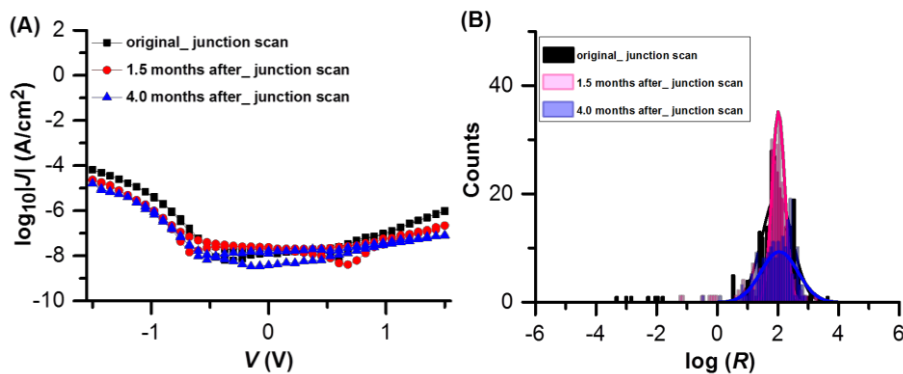 (A)
original_ junction scan
1.5 months after_ junction scan
4.0 months after_ junction scan
2
0
-2
-4
-6
-8
-10
log10|J| (A/cm²)
-1
0
1
V (V)
(B)
original_ junction scan
1.5 months after_ junction scan
4.0 months after_ junction scan
40
20
0
Counts
-6
-4
-2
0
2
4
6
log (R)